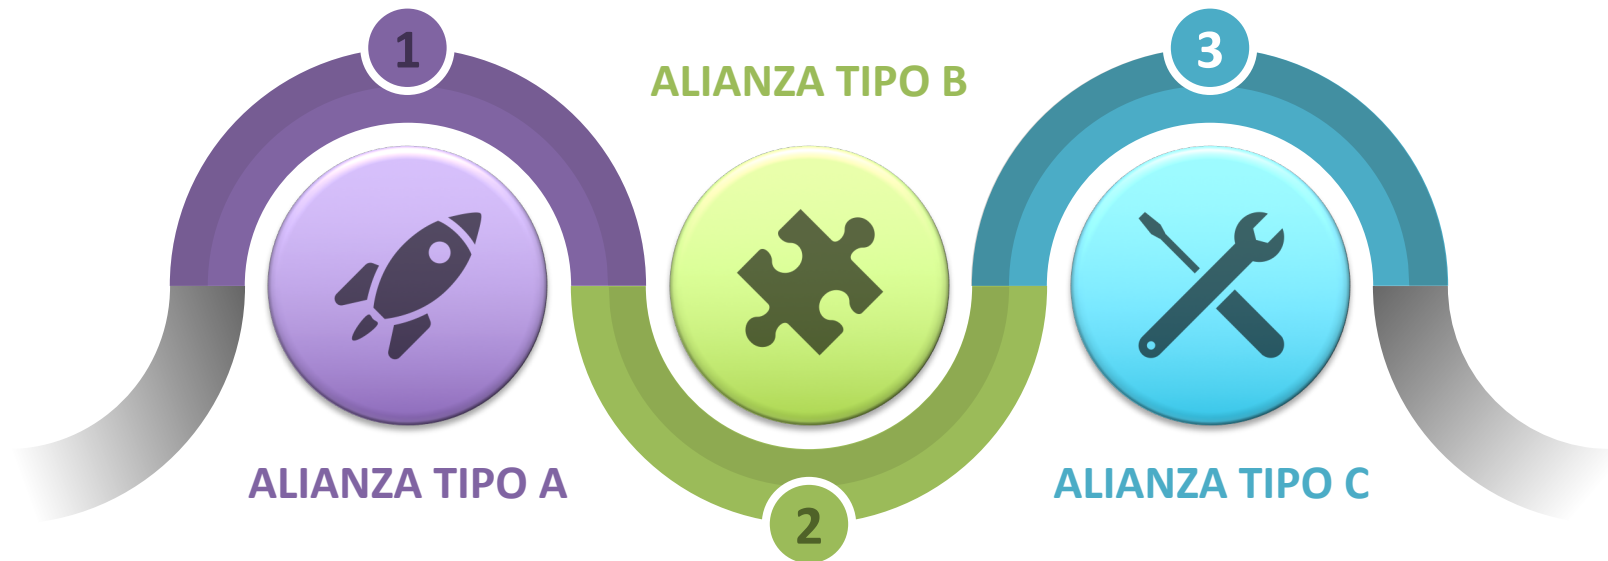 1
ALIANZA TIPO A
ALIANZA TIPO B
2
3
ALIANZA TIPO C